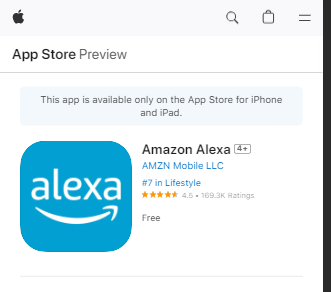 App Store Preview
This app is available only on the App Store for iPhone
and iPad.
alexa
Amazon Alexa 4+
AMZN Mobile LLC
#7 in Lifestyle
4.5 • 169.3K Ratings
Free